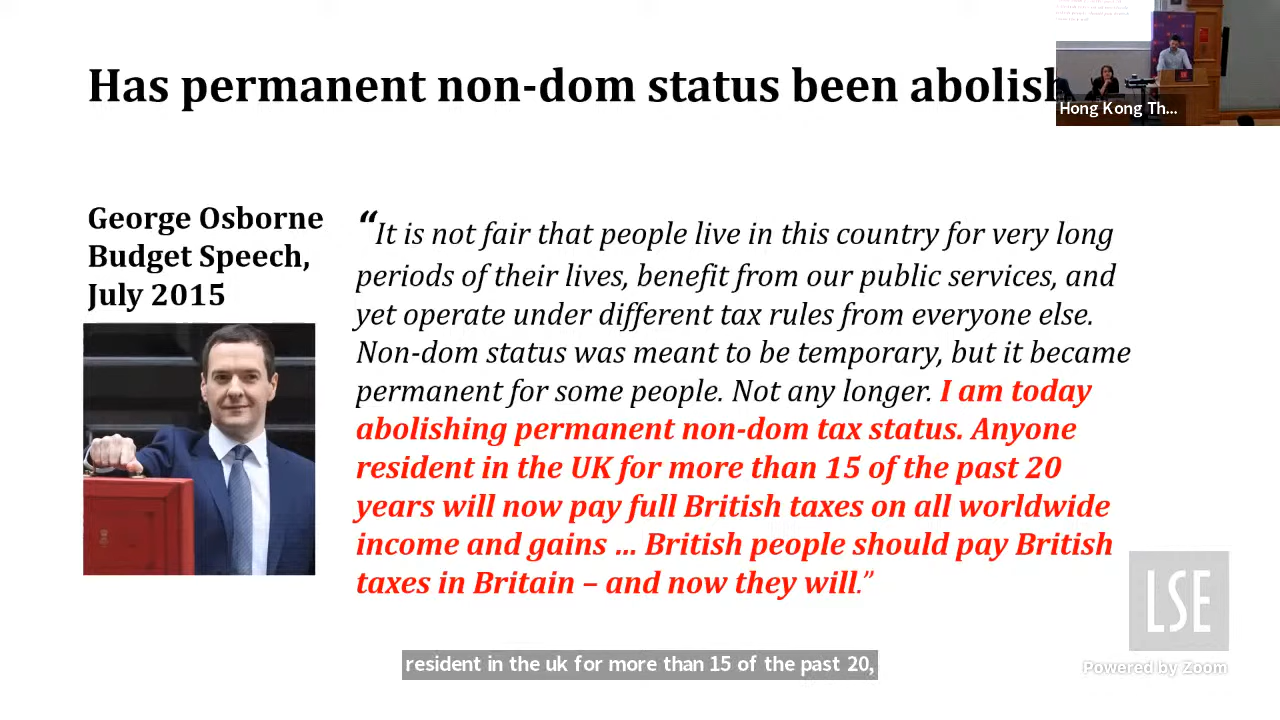 Has permanent non-dom status been abolish
Hong Kong Th...
George Osborne
Budget Speech,
July 2015
“It is not fair that people live in this country for very long
periods of their lives, benefit from our public services, and
yet operate under different tax rules from everyone else.
Non-dom status was meant to be temporary, but it became
permanent for some people. Not any longer. I am today
abolishing permanent non-dom tax status. Anyone
resident in the UK for more than 15 of the past 20
years will now pay full British taxes on all worldwide
income and gains … British people should pay British
taxes in Britain – and now they will.”
LSE
resident in the uk for more than 15 of the past 20,
Powered by Zoom